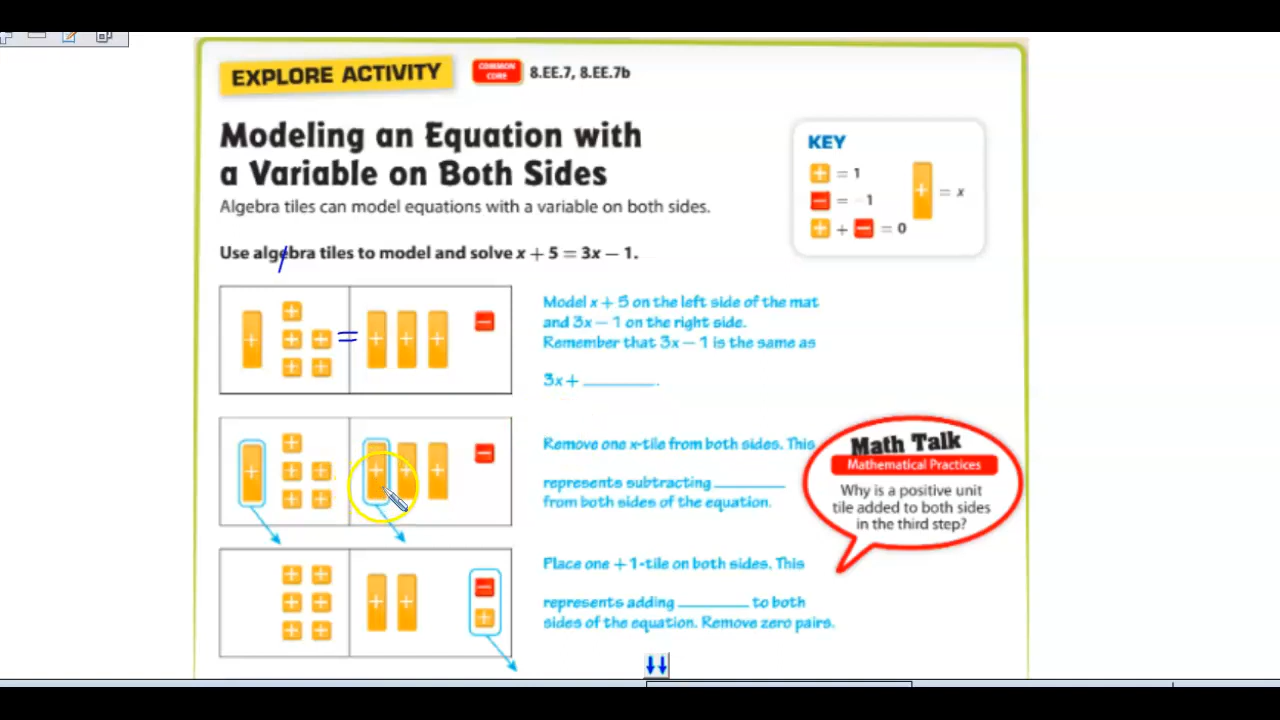 EXPLORE ACTIVITY
COMMON CORE
8.EE.7, 8.EE.7b
Modeling an Equation with
a Variable on Both Sides
Algebra tiles can model equations with a variable on both sides.
KEY
+ = 1
− = −1
+ = x
+ + − = 0
Use algebra tiles to model and solve x + 5 = 3x − 1.
+ + + + + + = + + + −
Model x + 5 on the left side of the mat
and 3x − 1 on the right side.
Remember that 3x − 1 is the same as
3x + ________.
+ + + + + + + + + −
Remove one x-tile from both sides. This
represents subtracting ________
from both sides of the equation.
Math Talk
Mathematical Practices
Why is a positive unit
tile added to both sides
in the third step?
+ + + + + + + + − +
Place one +1-tile on both sides. This
represents adding ________ to both
sides of the equation. Remove zero pairs.